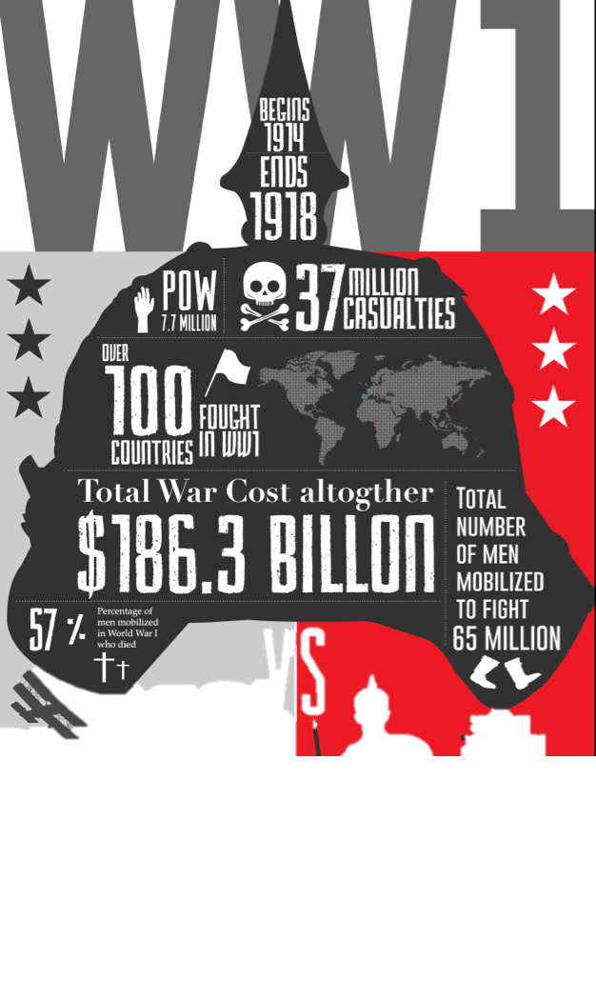 WW1
BEGINS
1914
ENDS
1918
POW
7.7 MILLION
37 MILLION
CASUALTIES
OVER
100
COUNTRIES
FOUGHT
IN WW1
Total War Cost altogther
$186.3 BILLON
TOTAL
NUMBER
OF MEN
MOBILIZED
TO FIGHT
65 MILLION
57 %
Percentage of
men mobilized
in World War I
who died
VS